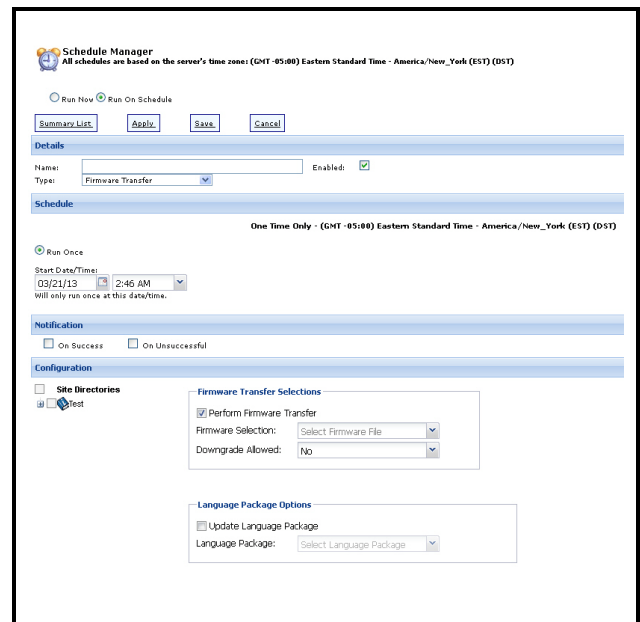 Schedule Manager
All schedules are based on the server's time zone: (GMT -05:00) Eastern Standard Time - America/New_York (EST) (DST)
Run Now Run On Schedule
Summary List Apply Save Cancel
Details
Name: Enabled:
Type: Firmware Transfer
Schedule
One Time Only - (GMT -05:00) Eastern Standard Time - America/New_York (EST) (DST)
Run Once
Start Date/Time:
03/21/13 2:46 AM
Will only run once at this date/time.
Notification
On Success On Unsuccessful
Configuration
Site Directories
Test
Firmware Transfer Selections
Perform Firmware Transfer
Firmware Selection: Select Firmware File
Downgrade Allowed: No
Language Package Options
Update Language Package
Language Package: Select Language Package